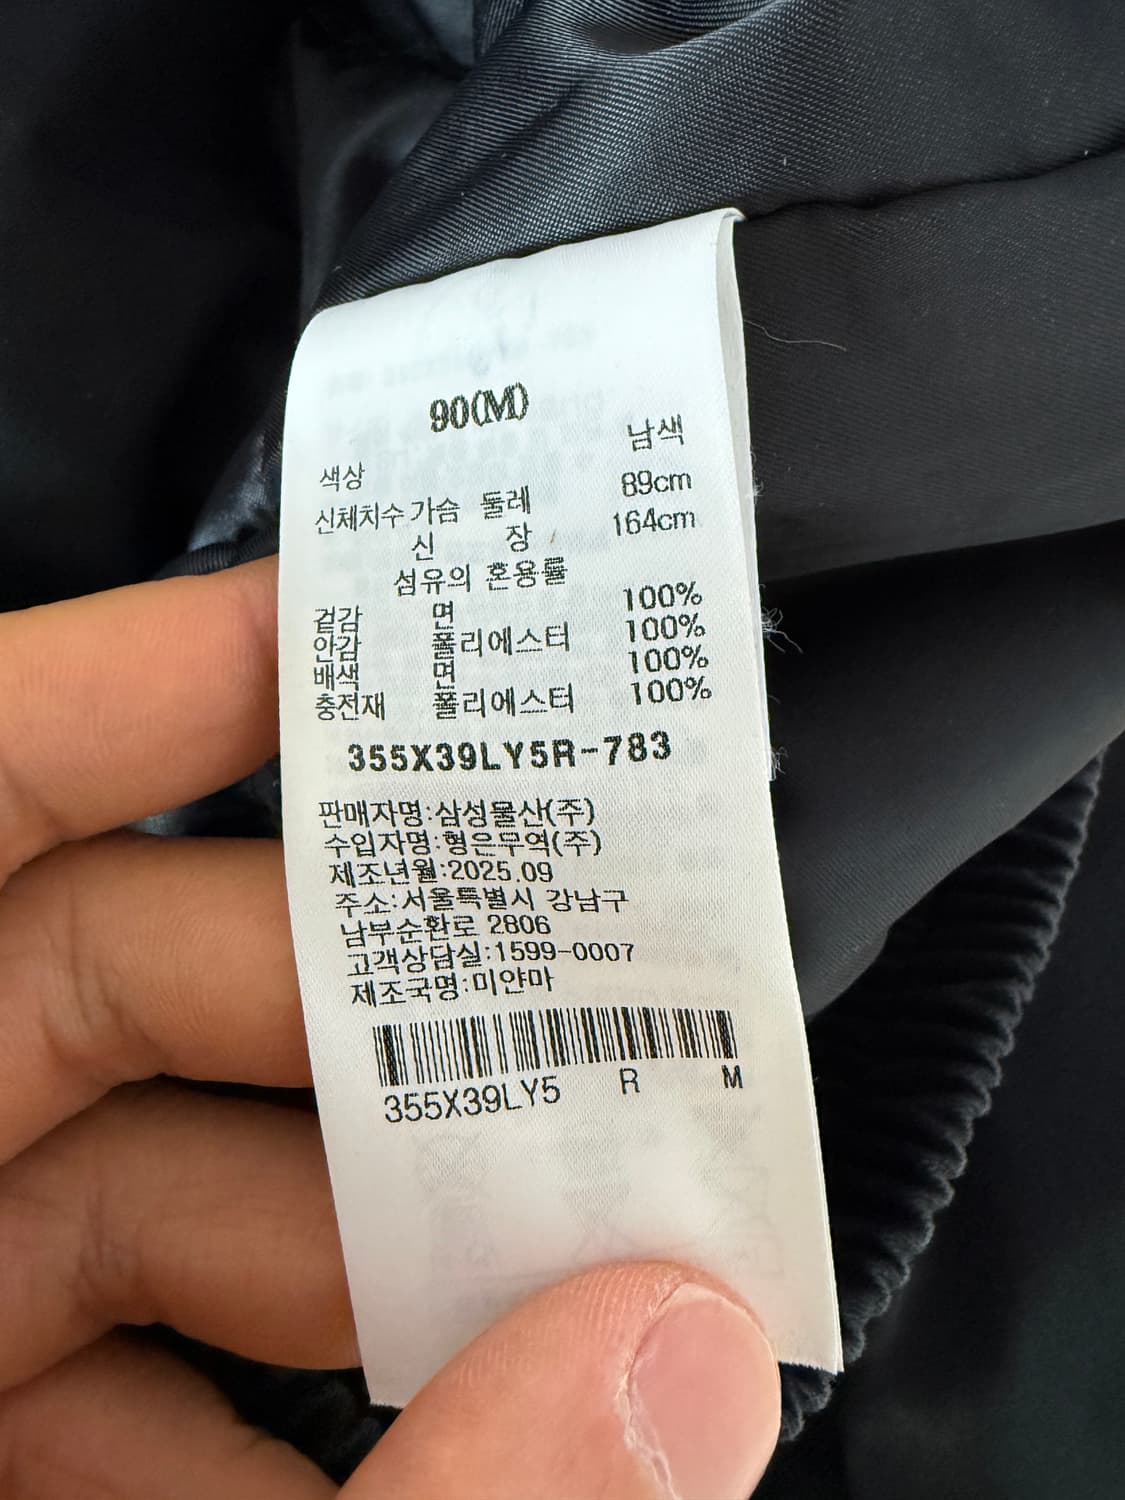 90(M)
색상 남색
신체치수 가슴 둘레 89cm
신 장 164cm
섬유의 혼용률
겉감 면 100%
안감 폴리에스터 100%
배색 면 100%
충전재 폴리에스터 100%
355X39LY5R-783
판매자명:삼성물산(주)
수입자명:형은무역(주)
제조년월:2025.09
주소:서울특별시 강남구
남부순환로 2806
고객상담실:1599-0007
제조국명:미얀마
355X39LY5 R M